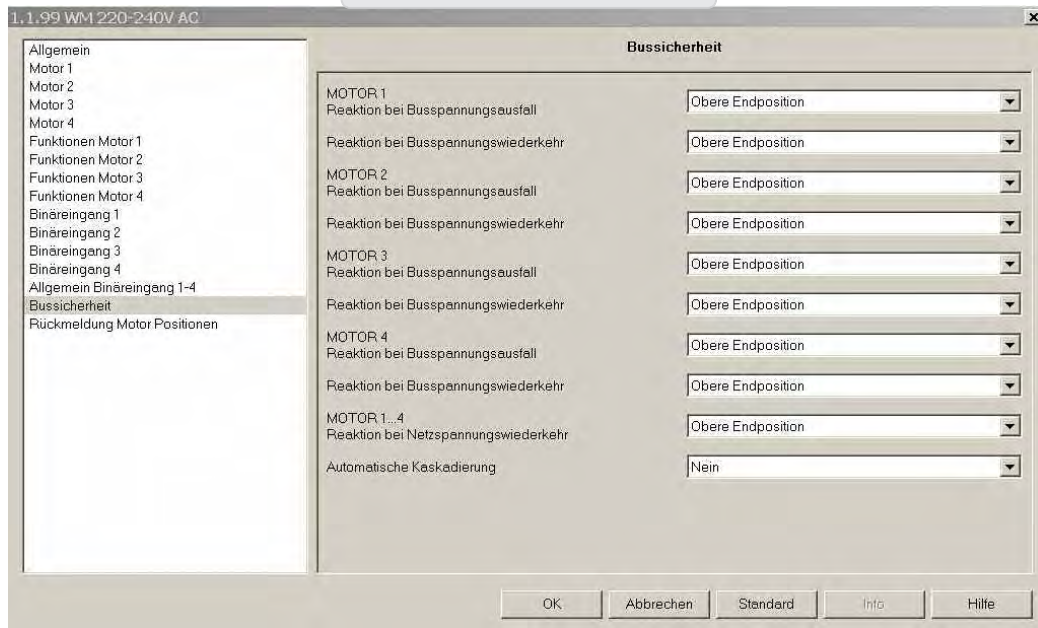 1.1.99 WM 220-240V AC
Allgemein
Motor 1
Motor 2
Motor 3
Motor 4
Funktionen Motor 1
Funktionen Motor 2
Funktionen Motor 3
Funktionen Motor 4
Binäreingang 1
Binäreingang 2
Binäreingang 3
Binäreingang 4
Allgemein Binäreingang 1-4
Bussicherheit
Rückmeldung Motor Positionen
Bussicherheit
MOTOR 1
Reaktion bei Busspannungsausfall
Obere Endposition
Reaktion bei Busspannungswiederkehr
Obere Endposition
MOTOR 2
Reaktion bei Busspannungsausfall
Obere Endposition
Reaktion bei Busspannungswiederkehr
Obere Endposition
MOTOR 3
Reaktion bei Busspannungsausfall
Obere Endposition
Reaktion bei Busspannungswiederkehr
Obere Endposition
MOTOR 4
Reaktion bei Busspannungsausfall
Obere Endposition
Reaktion bei Busspannungswiederkehr
Obere Endposition
MOTOR 1...4
Reaktion bei Netzspannungswiederkehr
Obere Endposition
Automatische Kaskadierung
Nein
OK
Abbrechen
Standard
Info
Hilfe